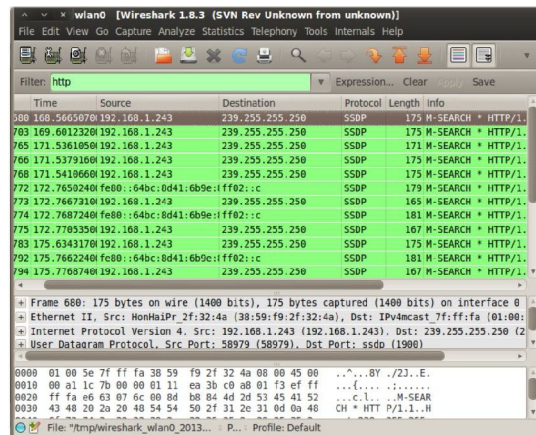 wlan0 [Wireshark 1.8.3 (SVN Rev Unknown from unknown)]
File Edit View Go Capture Analyze Statistics Telephony Tools Internals Help
Filter: http Expression... Clear Apply Save
Time Source Destination Protocol Length Info
680 168.5665070 192.168.1.243 239.255.255.250 SSDP 175 M-SEARCH * HTTP/1.
703 169.6012320 192.168.1.243 239.255.255.250 SSDP 175 M-SEARCH * HTTP/1.
765 171.5361050 192.168.1.243 239.255.255.250 SSDP 171 M-SEARCH * HTTP/1.
766 171.5379160 192.168.1.243 239.255.255.250 SSDP 175 M-SEARCH * HTTP/1.
768 171.5410660 192.168.1.243 239.255.255.250 SSDP 175 M-SEARCH * HTTP/1.
772 172.7650240 fe80::64bc:8d41:6b9e: ff02::c SSDP 179 M-SEARCH * HTTP/1.
773 172.7667310 192.168.1.243 239.255.255.250 SSDP 165 M-SEARCH * HTTP/1.
774 172.7687240 fe80::64bc:8d41:6b9e: ff02::c SSDP 181 M-SEARCH * HTTP/1.
775 172.7705350 192.168.1.243 239.255.255.250 SSDP 167 M-SEARCH * HTTP/1.
783 175.6343170 192.168.1.243 239.255.255.250 SSDP 175 M-SEARCH * HTTP/1.
792 175.7662240 fe80::64bc:8d41:6b9e: ff02::c SSDP 181 M-SEARCH * HTTP/1.
794 175.7768740 192.168.1.243 239.255.255.250 SSDP 167 M-SEARCH * HTTP/1.
+ Frame 680: 175 bytes on wire (1400 bits), 175 bytes captured (1400 bits) on interface 0
+ Ethernet II, Src: HonHaiPr_2f:32:4a (38:59:f9:2f:32:4a), Dst: IPv4mcast_7f:ff:fa (01:00:
+ Internet Protocol Version 4, Src: 192.168.1.243 (192.168.1.243), Dst: 239.255.255.250 (2
+ User Datagram Protocol, Src Port: 58979 (58979), Dst Port: ssdp (1900)
0000 01 00 5e 7f ff fa 38 59 f9 2f 32 4a 08 00 45 00 ..^...8Y ./2J..E.
0010 00 a1 1c 7b 00 00 01 11 ea 3b c0 a8 01 f3 ef ff ...{.... .;......
0020 ff fa e6 63 07 6c 00 8d b8 84 4d 2d 53 45 41 52 ...c.l.. ..M-SEAR
0030 43 48 20 2a 20 48 54 54 50 2f 31 2e 31 0d 0a 48 CH * HTT P/1.1..H
File: "/tmp/wireshark_wlan0_2013... P... Profile: Default